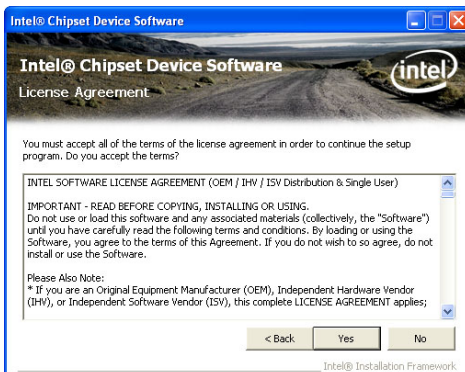 Intel® Chipset Device Software
Intel® Chipset Device Software
License Agreement
intel
You must accept all of the terms of the license agreement in order to continue the setup
program. Do you accept the terms?
INTEL SOFTWARE LICENSE AGREEMENT (OEM / IHV / ISV Distribution & Single User)
IMPORTANT - READ BEFORE COPYING, INSTALLING OR USING.
Do not use or load this software and any associated materials (collectively, the "Software")
until you have carefully read the following terms and conditions. By loading or using the
Software, you agree to the terms of this Agreement. If you do not wish to so agree, do not
install or use the Software.
Please Also Note:
* If you are an Original Equipment Manufacturer (OEM), Independent Hardware Vendor
(IHV), or Independent Software Vendor (ISV), this complete LICENSE AGREEMENT applies;
< Back Yes No
Intel® Installation Framework